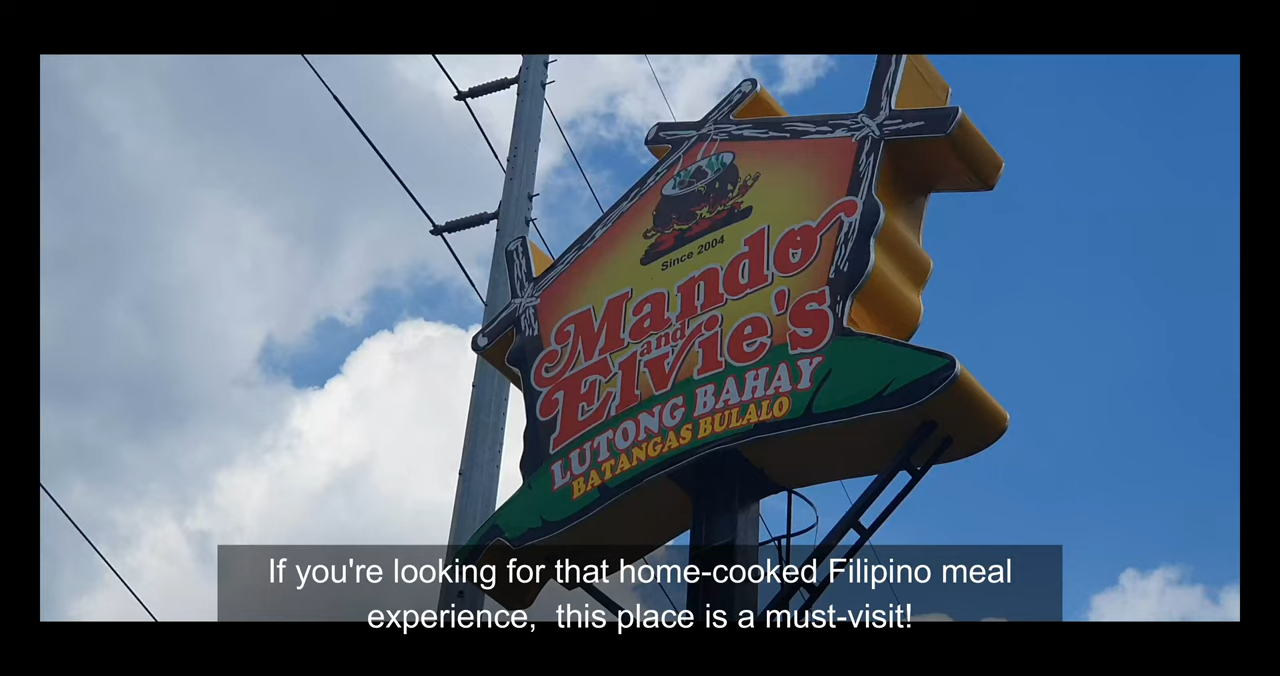 Since 2004
Mando
and
Elvie's
LUTONG BAHAY
BATANGAS BULALO
If you're looking for that home-cooked Filipino meal
experience,  this place is a must-visit!